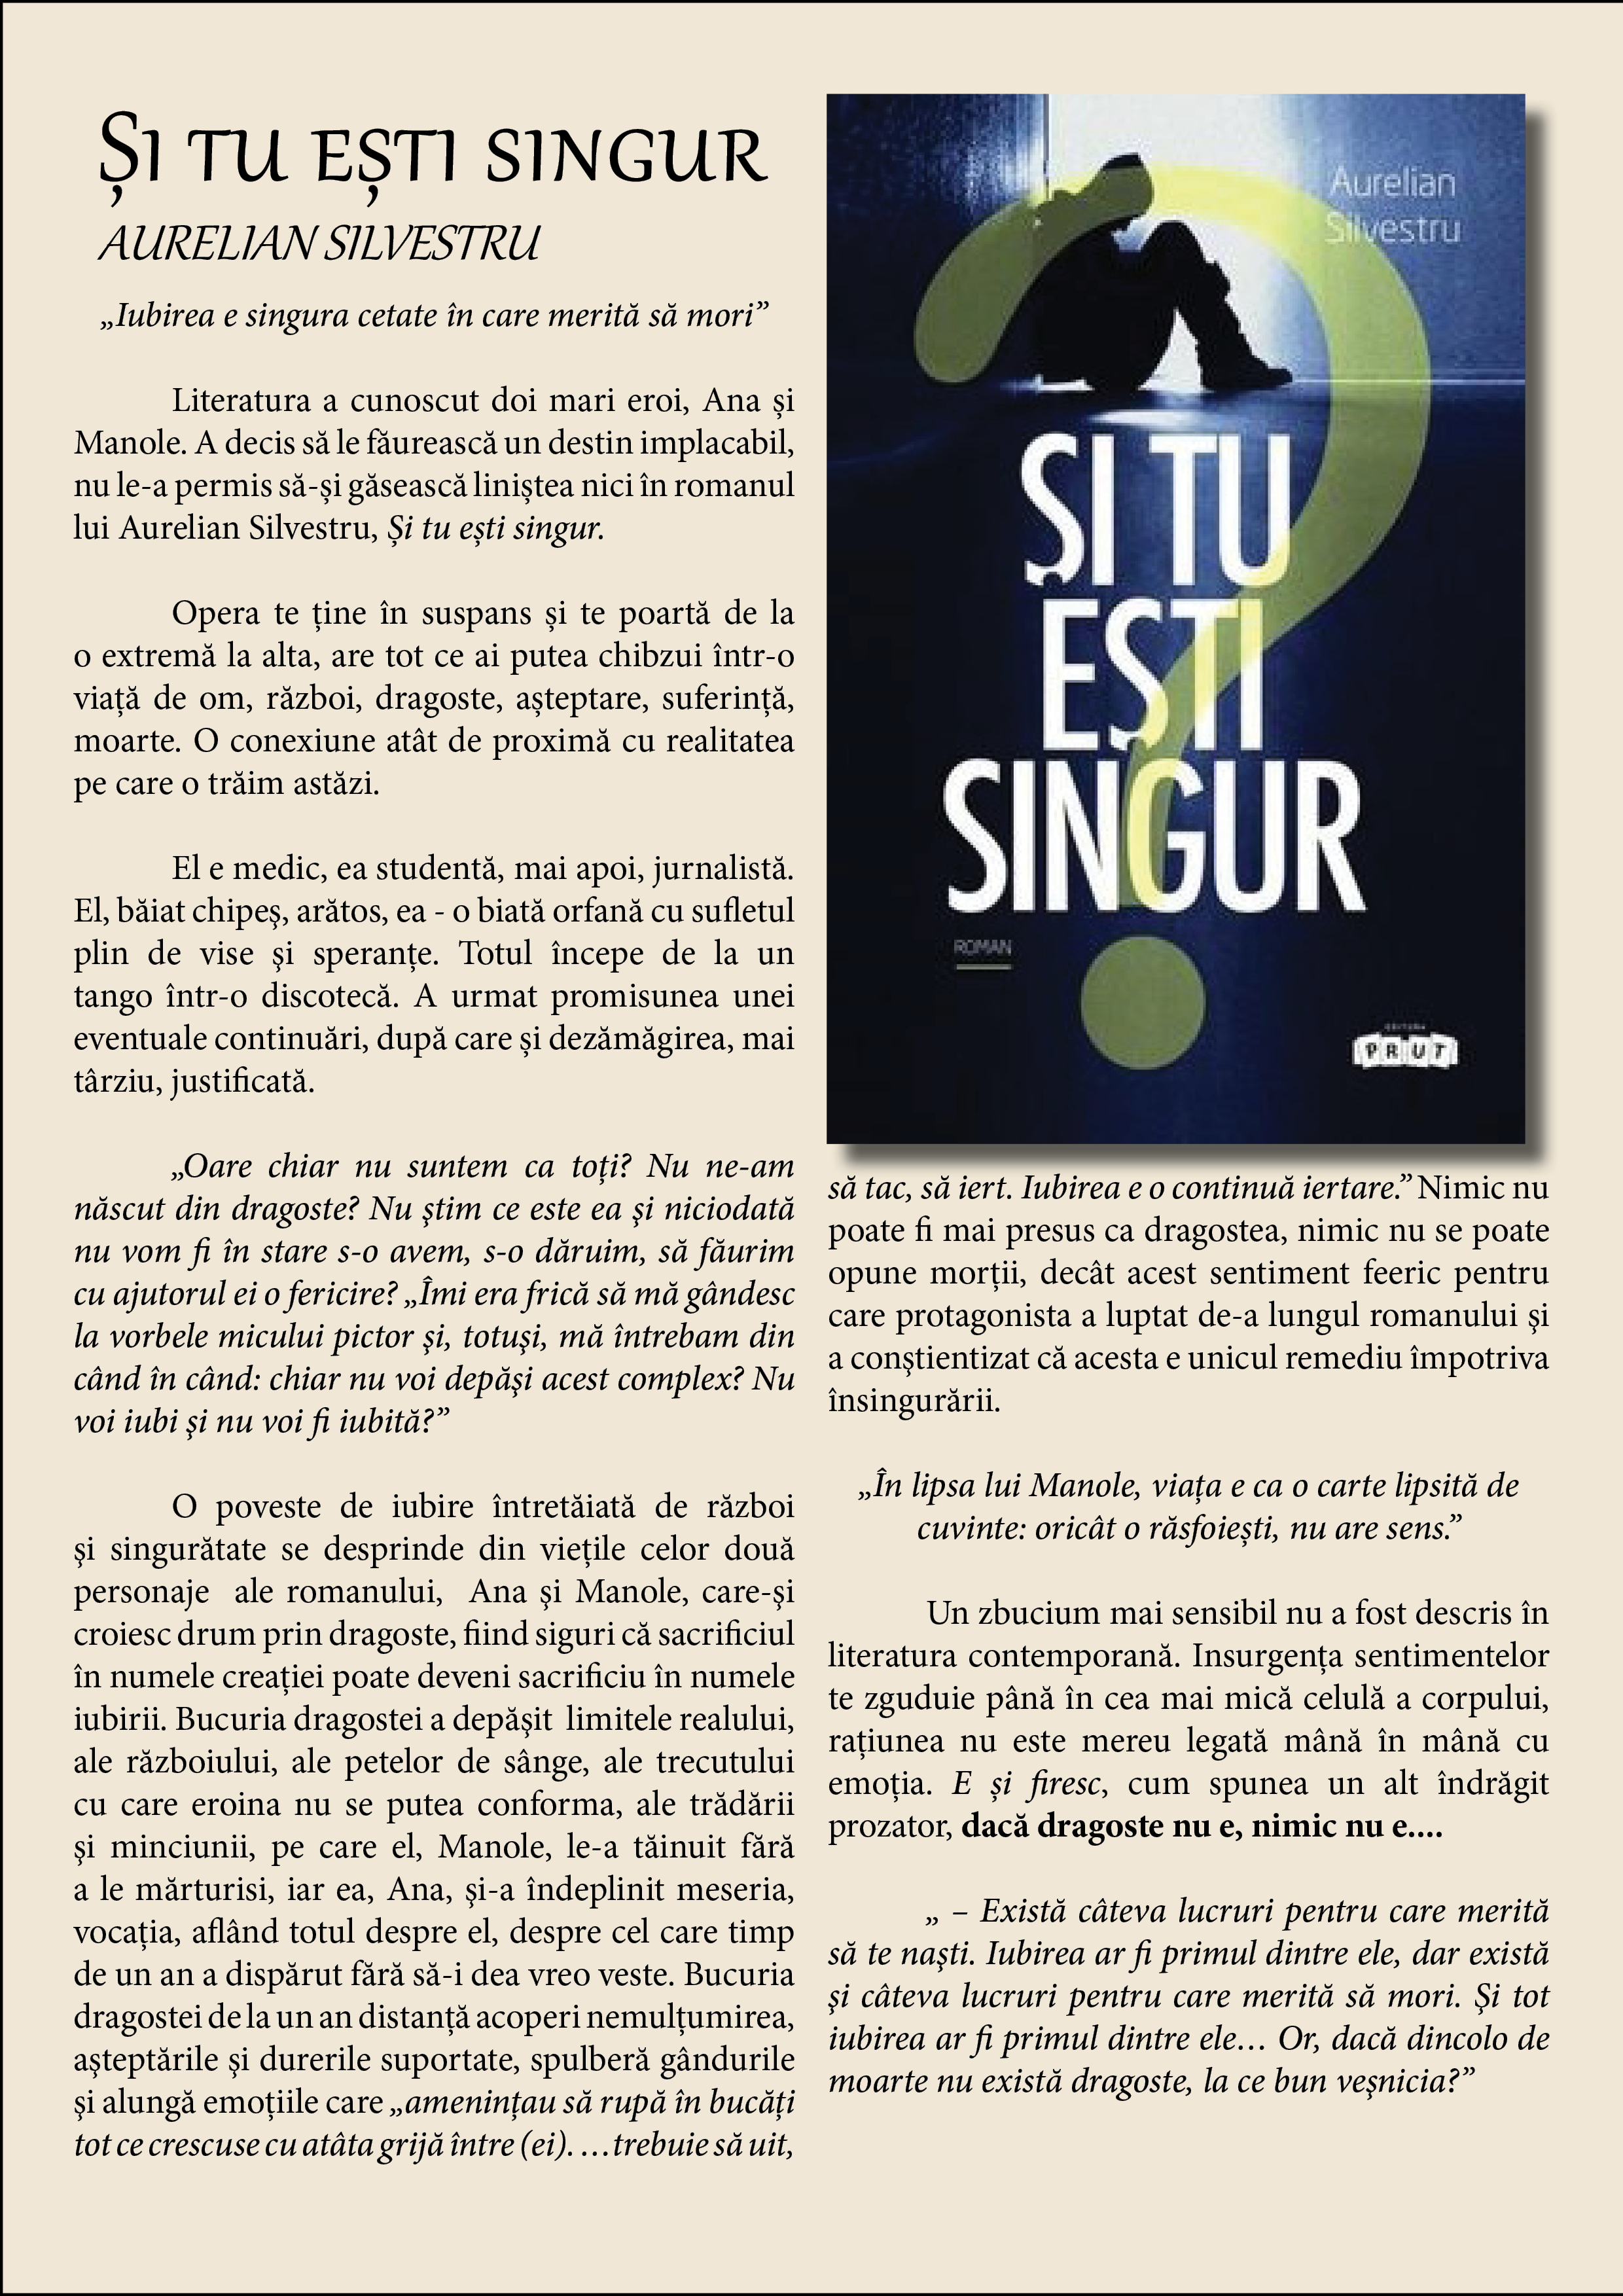 Și tu ești singur
AURELIAN SILVESTRU
„Iubirea e singura cetate în care merită să mori”
Literatura a cunoscut doi mari eroi, Ana și
Manole. A decis să le făurească un destin implacabil,
nu le-a permis să-și găsească liniștea nici în romanul
lui Aurelian Silvestru, Și tu ești singur.
Opera te ține în suspans și te poartă de la
o extremă la alta, are tot ce ai putea chibzui într-o
viață de om, război, dragoste, așteptare, suferință,
moarte. O conexiune atât de proximă cu realitatea
pe care o trăim astăzi.
El e medic, ea studentă, mai apoi, jurnalistă.
El, băiat chipeş, arătos, ea - o biată orfană cu sufletul
plin de vise şi speranțe. Totul începe de la un
tango într-o discotecă. A urmat promisunea unei
eventuale continuări, după care și dezămăgirea, mai
târziu, justificată.
„Oare chiar nu suntem ca toți? Nu ne-am
născut din dragoste? Nu ştim ce este ea şi niciodată
nu vom fi în stare s-o avem, s-o dăruim, să făurim
cu ajutorul ei o fericire? „Îmi era frică să mă gândesc
la vorbele micului pictor şi, totuşi, mă întrebam din
când în când: chiar nu voi depăşi acest complex? Nu
voi iubi şi nu voi fi iubită?”
O poveste de iubire întretăiată de război
şi singurătate se desprinde din viețile celor două
personaje ale romanului, Ana şi Manole, care-şi
croiesc drum prin dragoste, fiind siguri că sacrificiul
în numele creației poate deveni sacrificiu în numele
iubirii. Bucuria dragostei a depăşit limitele realului,
ale războiului, ale petelor de sânge, ale trecutului
cu care eroina nu se putea conforma, ale trădării
şi minciunii, pe care el, Manole, le-a tăinuit fără
a le mărturisi, iar ea, Ana, şi-a îndeplinit meseria,
vocația, aflând totul despre el, despre cel care timp
de un an a dispărut fără să-i dea vreo veste. Bucuria
dragostei de la un an distanță acoperi nemulțumirea,
aşteptările şi durerile suportate, spulberă gândurile
şi alungă emoțiile care „amenințau să rupă în bucăți
tot ce crescuse cu atâta grijă între (ei). …trebuie să uit,
Aurelian
Silvestru
ȘI TU
EȘTI
SINGUR
ROMAN
EDITURA
PRUT
să tac, să iert. Iubirea e o continuă iertare.” Nimic nu
poate fi mai presus ca dragostea, nimic nu se poate
opune morții, decât acest sentiment feeric pentru
care protagonista a luptat de-a lungul romanului şi
a conştientizat că acesta e unicul remediu împotriva
însingurării.
„În lipsa lui Manole, viața e ca o carte lipsită de
cuvinte: oricât o răsfoiești, nu are sens.”
Un zbucium mai sensibil nu a fost descris în
literatura contemporană. Insurgența sentimentelor
te zguduie până în cea mai mică celulă a corpului,
rațiunea nu este mereu legată mână în mână cu
emoția. E și firesc, cum spunea un alt îndrăgit
prozator, dacă dragoste nu e, nimic nu e....
„ – Există câteva lucruri pentru care merită
să te naşti. Iubirea ar fi primul dintre ele, dar există
şi câteva lucruri pentru care merită să mori. Şi tot
iubirea ar fi primul dintre ele… Or, dacă dincolo de
moarte nu există dragoste, la ce bun veşnicia?”